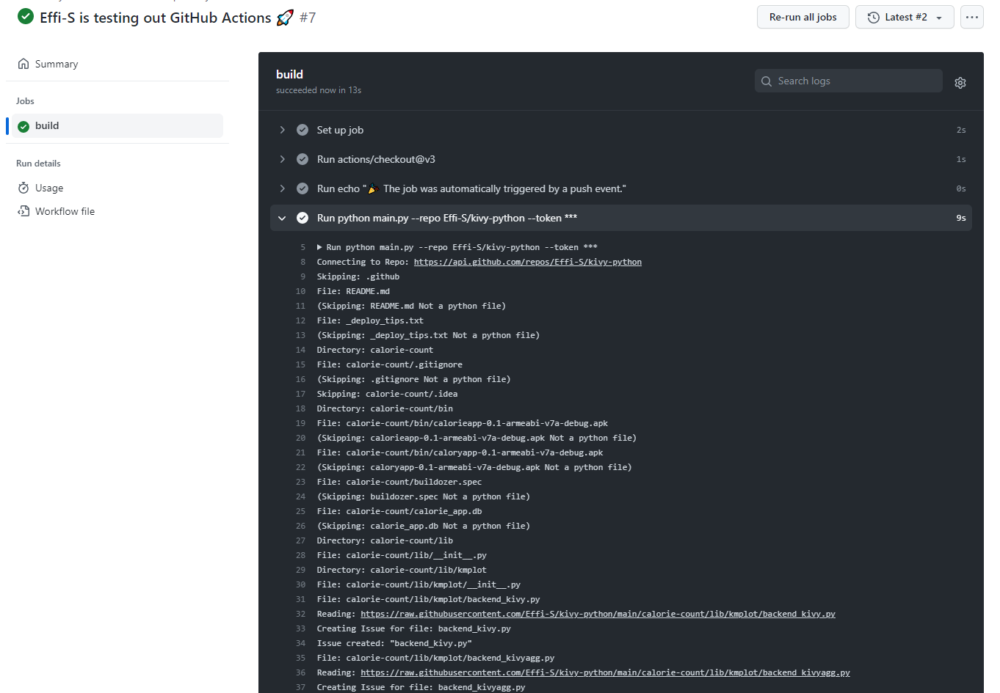 Effi-S is testing out GitHub Actions 🚀 #7
Re-run all jobs
Latest #2
Summary
Jobs
build
Run details
Usage
Workflow file
build
succeeded now in 13s
Search logs
Set up job 2s
Run actions/checkout@v3 1s
Run echo "🎉 The job was automatically triggered by a push event." 0s
Run python main.py --repo Effi-S/kivy-python --token *** 9s
5 ▶ Run python main.py --repo Effi-S/kivy-python --token ***
8 Connecting to Repo: https://api.github.com/repos/Effi-S/kivy-python
9 Skipping: .github
10 File: README.md
11 (Skipping: README.md Not a python file)
12 File: _deploy_tips.txt
13 (Skipping: _deploy_tips.txt Not a python file)
14 Directory: calorie-count
15 File: calorie-count/.gitignore
16 (Skipping: .gitignore Not a python file)
17 Skipping: calorie-count/.idea
18 Directory: calorie-count/bin
19 File: calorie-count/bin/calorieapp-0.1-armeabi-v7a-debug.apk
20 (Skipping: calorieapp-0.1-armeabi-v7a-debug.apk Not a python file)
21 File: calorie-count/bin/caloryapp-0.1-armeabi-v7a-debug.apk
22 (Skipping: caloryapp-0.1-armeabi-v7a-debug.apk Not a python file)
23 File: calorie-count/buildozer.spec
24 (Skipping: buildozer.spec Not a python file)
25 File: calorie-count/calorie_app.db
26 (Skipping: calorie_app.db Not a python file)
27 Directory: calorie-count/lib
28 File: calorie-count/lib/__init__.py
29 Directory: calorie-count/lib/kmplot
30 File: calorie-count/lib/kmplot/__init__.py
31 File: calorie-count/lib/kmplot/backend_kivy.py
32 Reading: https://raw.githubusercontent.com/Effi-S/kivy-python/main/calorie-count/lib/kmplot/backend_kivy.py
33 Creating Issue for file: backend_kivy.py
34 Issue created: "backend_kivy.py"
35 File: calorie-count/lib/kmplot/backend_kivyagg.py
36 Reading: https://raw.githubusercontent.com/Effi-S/kivy-python/main/calorie-count/lib/kmplot/backend_kivyagg.py
37 Creating Issue for file: backend_kivyagg.py